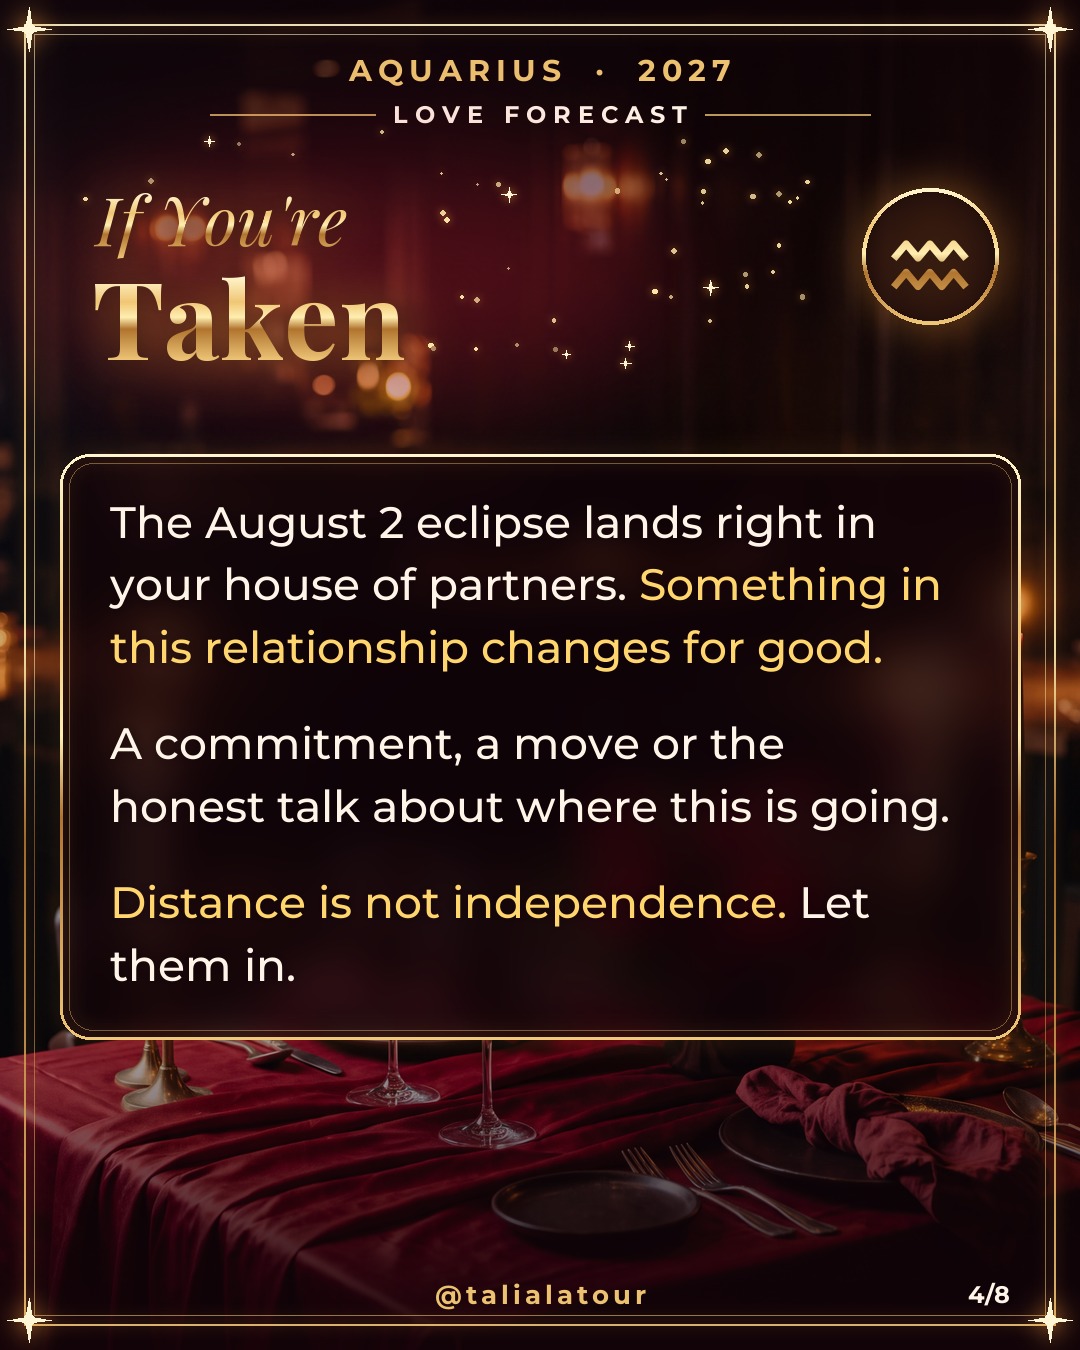 AQUARIUS · 2027
LOVE FORECAST
If You're
Taken
The August 2 eclipse lands right in
your house of partners. Something in
this relationship changes for good.
A commitment, a move or the
honest talk about where this is going.
Distance is not independence. Let
them in.
@talialatour
4/8